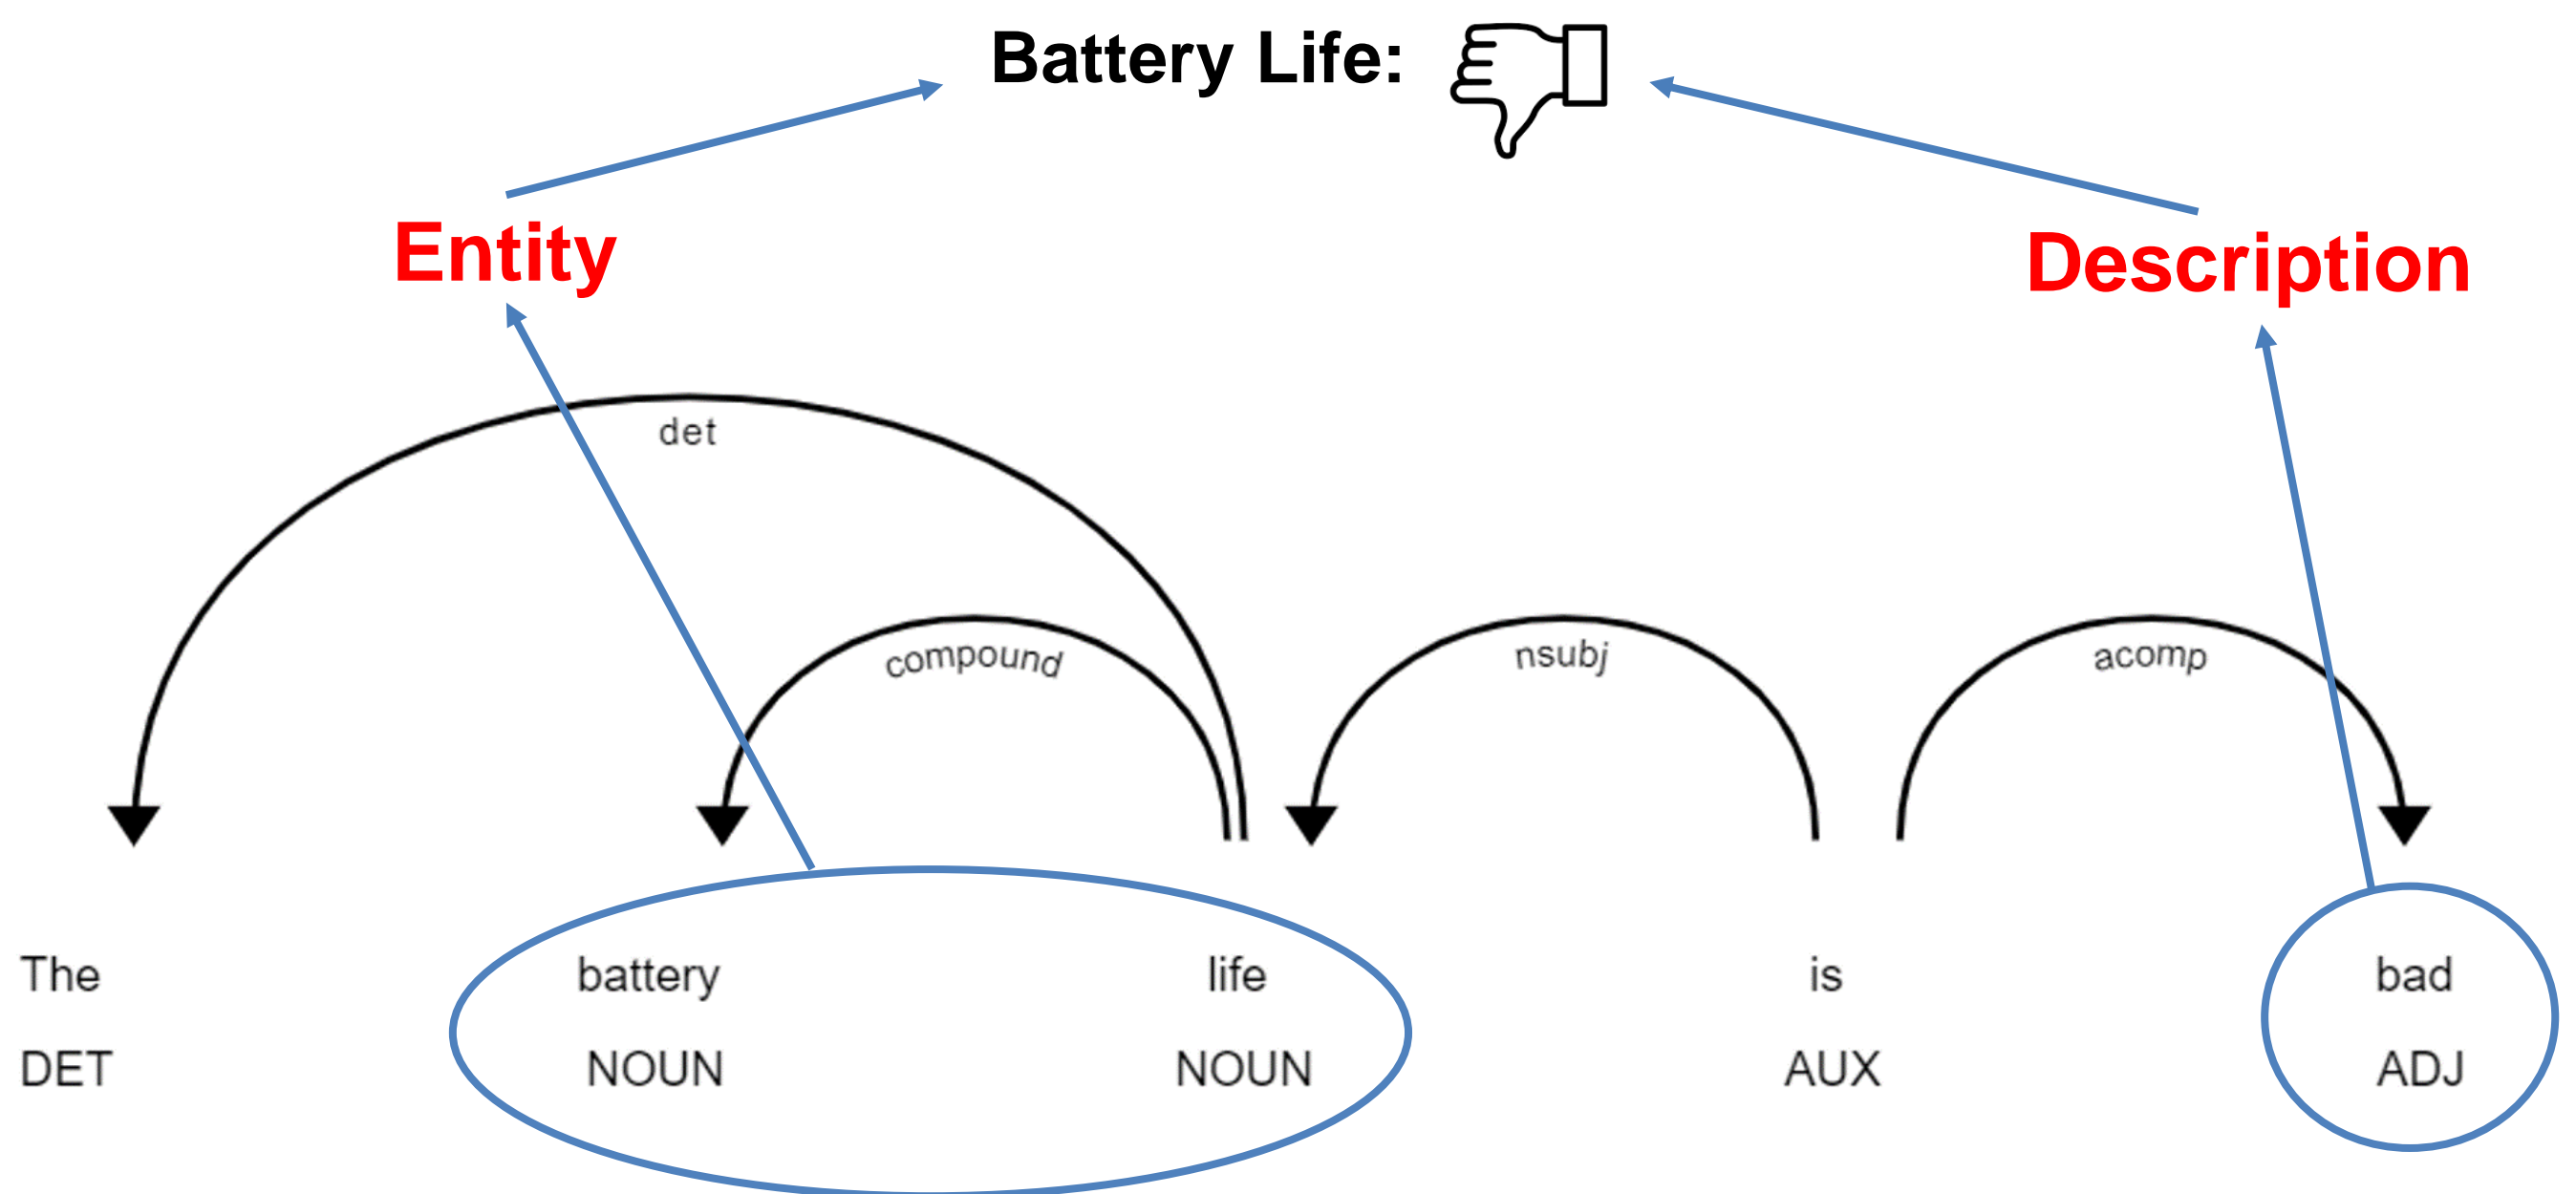 Battery Life:
Entity
Description
det
compound
nsubj
acomp
The battery life is bad
DET NOUN NOUN AUX ADJ